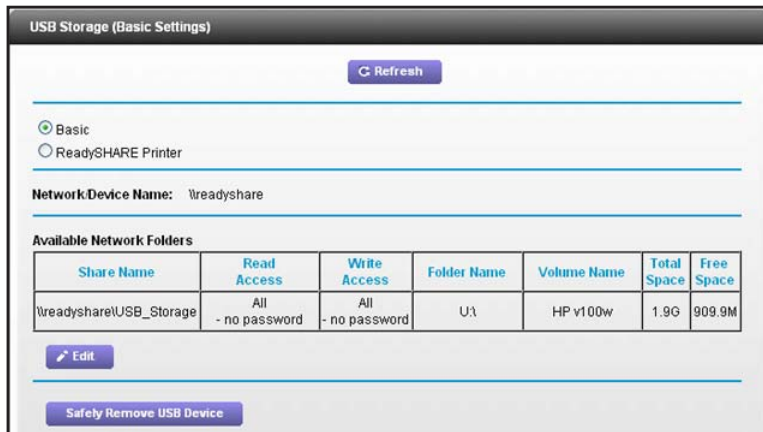 USB Storage (Basic Settings)
Refresh
Basic
ReadySHARE Printer
Network/Device Name: \\readyshare
Available Network Folders
Share Name Read Access Write Access Folder Name Volume Name Total Space Free Space
\\readyshare\USB_Storage All - no password All - no password U:\ HP v100w 1.9G 909.9M
Edit
Safely Remove USB Device